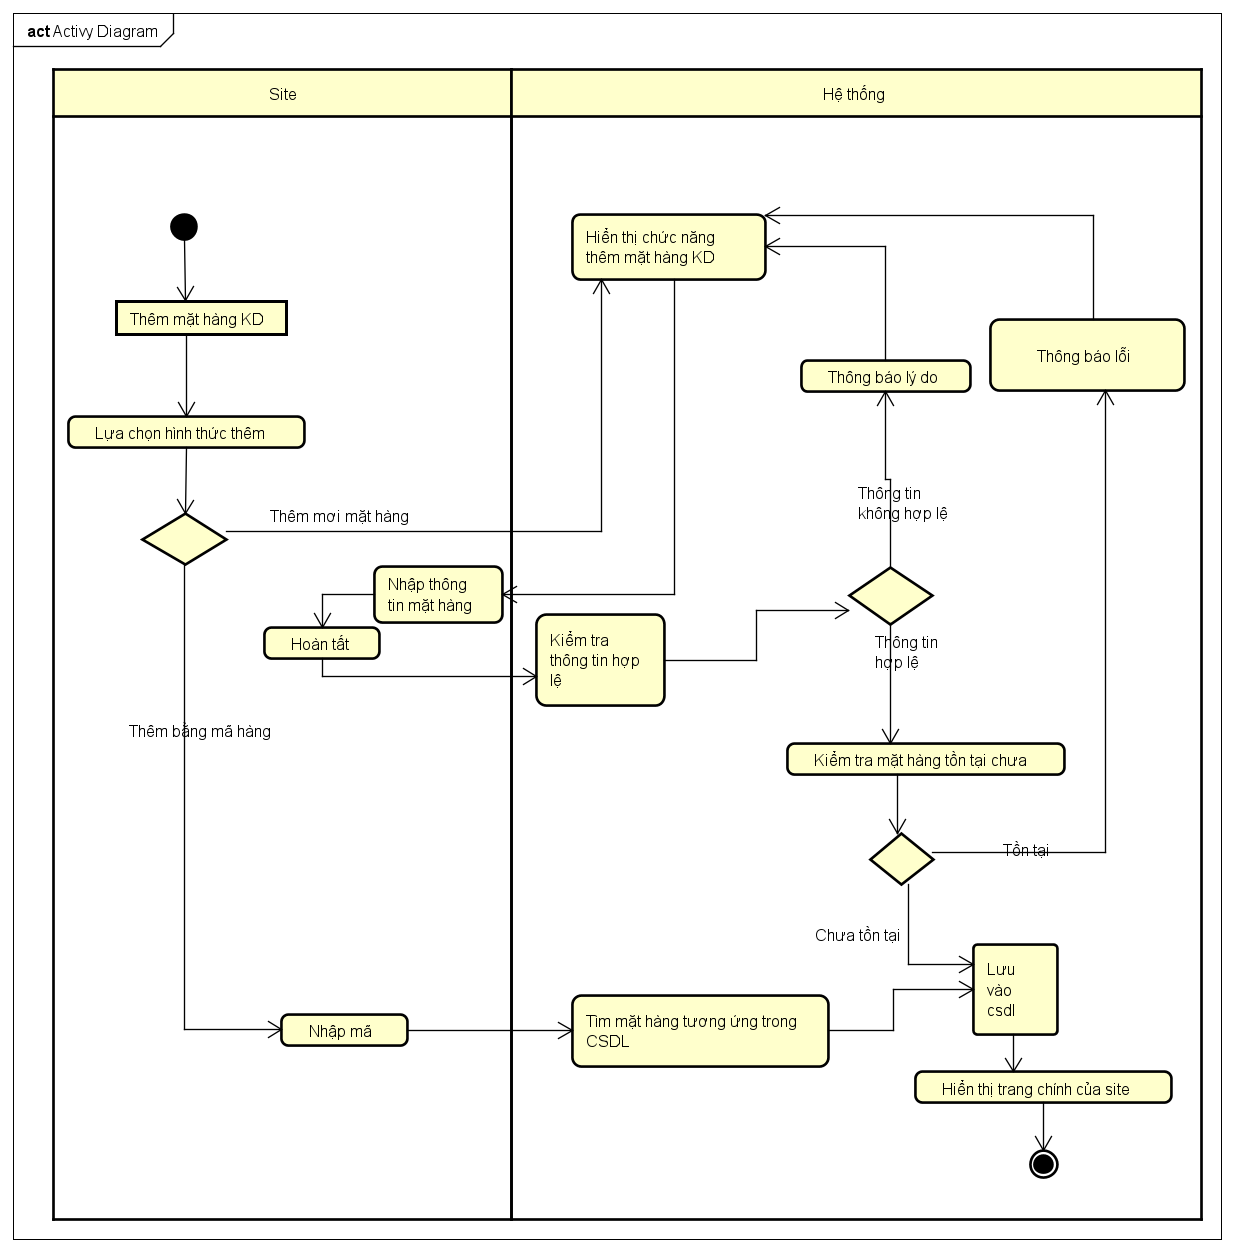 act Activy Diagram
Site
Hệ thống
Hiển thị chức năng
thêm mặt hàng KD
Thêm mặt hàng KD
Thông báo lỗi
Thông báo lý do
Lựa chọn hình thức thêm
Thông tin
không hợp lệ
Thêm mơi mặt hàng
Nhập thông
tin mặt hàng
Hoàn tất
Kiểm tra
thông tin hợp
lệ
Thông tin
hợp lệ
Thêm bằng mã hàng
Kiểm tra mặt hàng tồn tại chưa
Tồn tại
Chưa tồn tại
Lưu
vào
csdl
Nhập mã
Tìm mặt hàng tương ứng trong
CSDL
Hiển thị trang chính của site